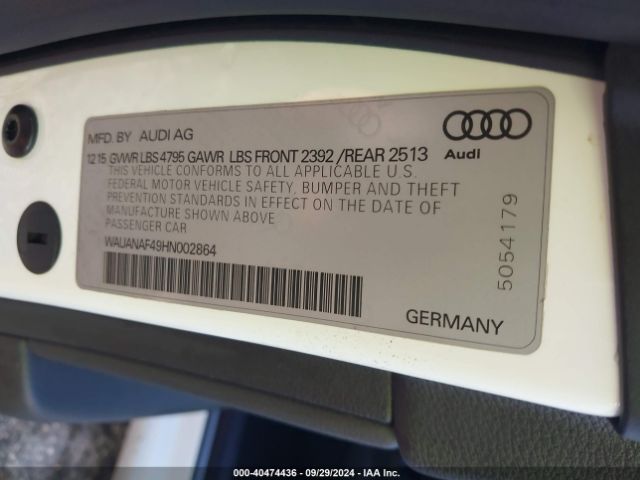 MFD. BY AUDI AG
12 15 GVWR LBS 4795 GAWR LBS FRONT 2392 /REAR 2513
THIS VEHICLE CONFORMS TO ALL APPLICABLE U.S.
FEDERAL MOTOR VEHICLE SAFETY, BUMPER AND THEFT
PREVENTION STANDARDS IN EFFECT ON THE DATE OF
MANUFACTURE SHOWN ABOVE
PASSENGER CAR
WAUANAF49HN002864
Audi
5054179
GERMANY
000-40474436 - 09/29/2024 - IAA Inc.